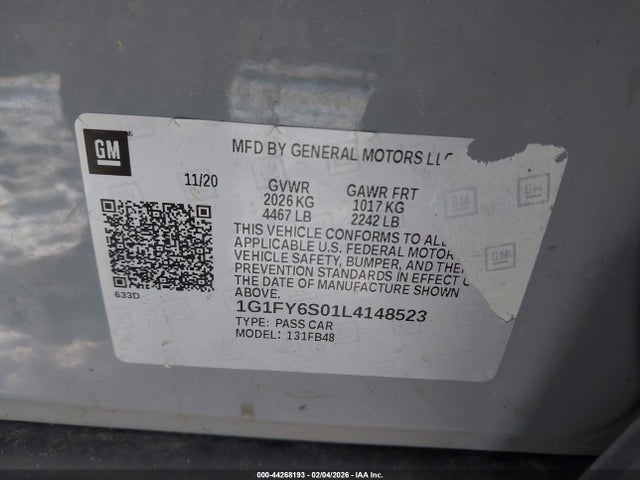 GM
MFD BY GENERAL MOTORS LLC
11/20
GVWR GAWR FRT
2026 KG 1017 KG
4467 LB 2242 LB
THIS VEHICLE CONFORMS TO ALL
APPLICABLE U.S. FEDERAL MOTOR
VEHICLE SAFETY, BUMPER, AND
PREVENTION STANDARDS IN EFFECT
THE DATE OF MANUFACTURE SHOWN
ABOVE.
633D
1G1FY6S01L4148523
TYPE: PASS CAR
MODEL: 131FB48
GM
GM
GM
000-44268193 - 02/04/2026 - IAA Inc.